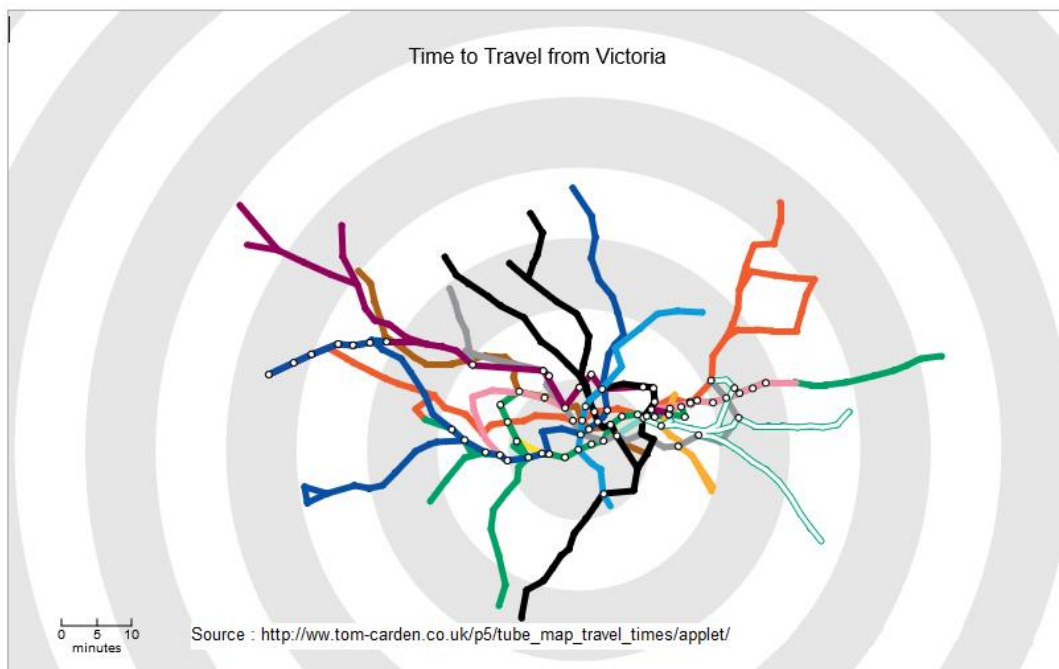 Time to Travel from Victoria
0 5 10
minutes
Source : http://ww.tom-carden.co.uk/p5/tube_map_travel_times/applet/